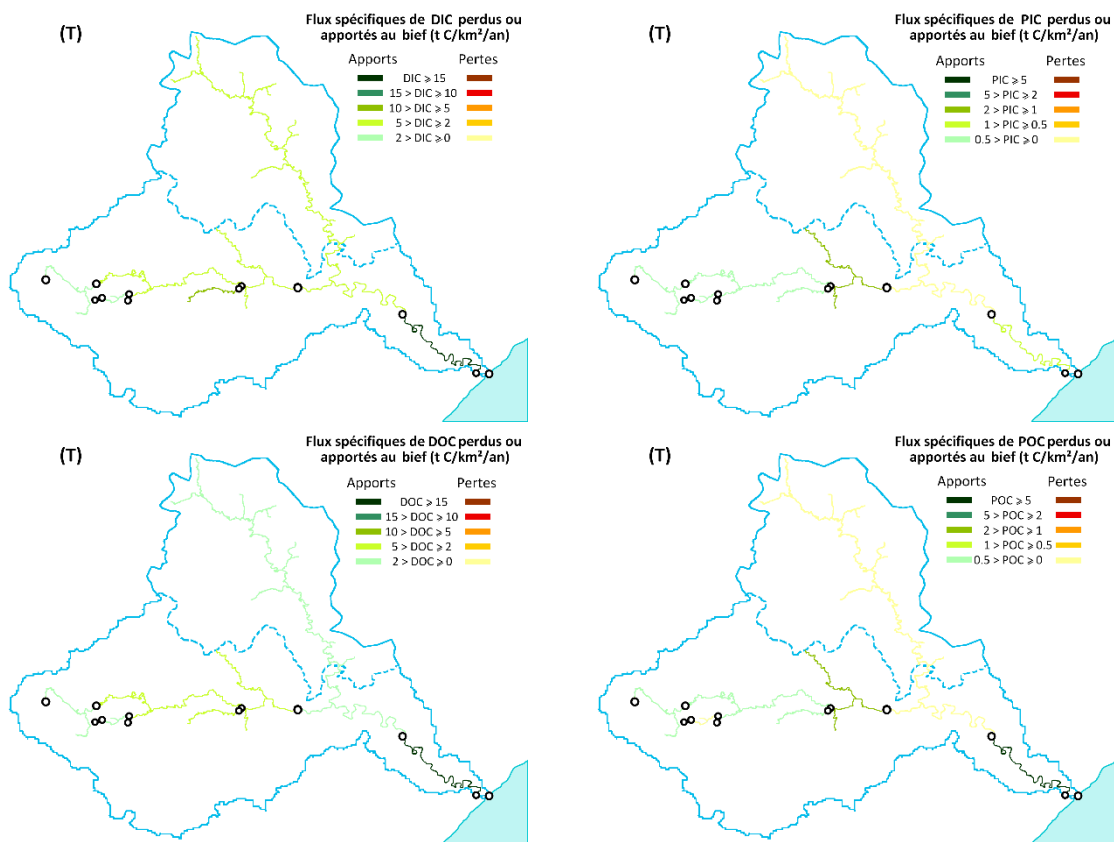 (T)
Flux spécifiques de DIC perdus ou
apportés au bief (t C/km²/an)
Apports Pertes
DIC ⩾ 15
15 > DIC ⩾ 10
10 > DIC ⩾ 5
5 > DIC ⩾ 2
2 > DIC ⩾ 0
(T)
Flux spécifiques de PIC perdus ou
apportés au bief (t C/km²/an)
Apports Pertes
PIC ⩾ 5
5 > PIC ⩾ 2
2 > PIC ⩾ 1
1 > PIC ⩾ 0.5
0.5 > PIC ⩾ 0
(T)
Flux spécifiques de DOC perdus ou
apportés au bief (t C/km²/an)
Apports Pertes
DOC ⩾ 15
15 > DOC ⩾ 10
10 > DOC ⩾ 5
5 > DOC ⩾ 2
2 > DOC ⩾ 0
(T)
Flux spécifiques de POC perdus ou
apportés au bief (t C/km²/an)
Apports Pertes
POC ⩾ 5
5 > POC ⩾ 2
2 > POC ⩾ 1
1 > POC ⩾ 0.5
0.5 > POC ⩾ 0